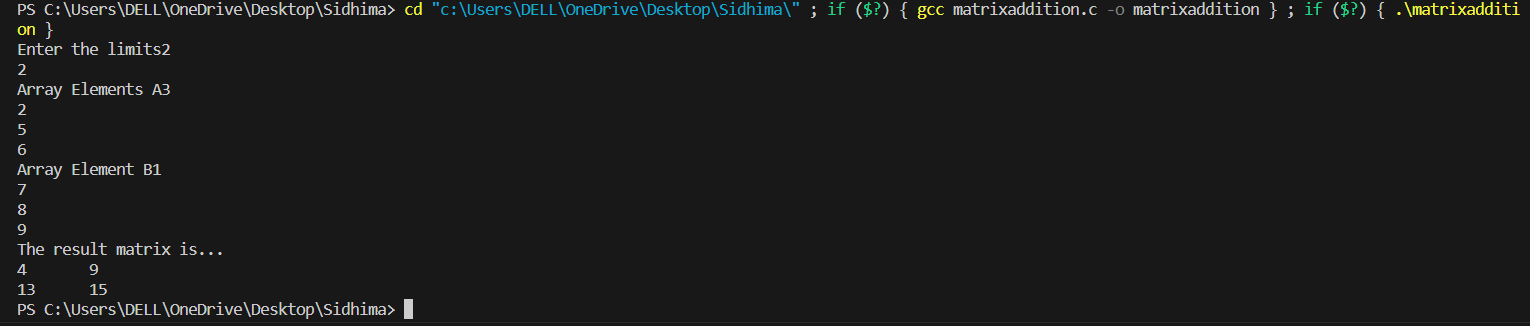 PS C:\Users\DELL\OneDrive\Desktop\Sidhima> cd "c:\Users\DELL\OneDrive\Desktop\Sidhima\" ; if ($?) { gcc matrixaddition.c -o matrixaddition } ; if ($?) { .\matrixadditi
on }
Enter the limits2
2
Array Elements A3
2
5
6
Array Element B1
7
8
9
The result matrix is...
4       9
13      15
PS C:\Users\DELL\OneDrive\Desktop\Sidhima>